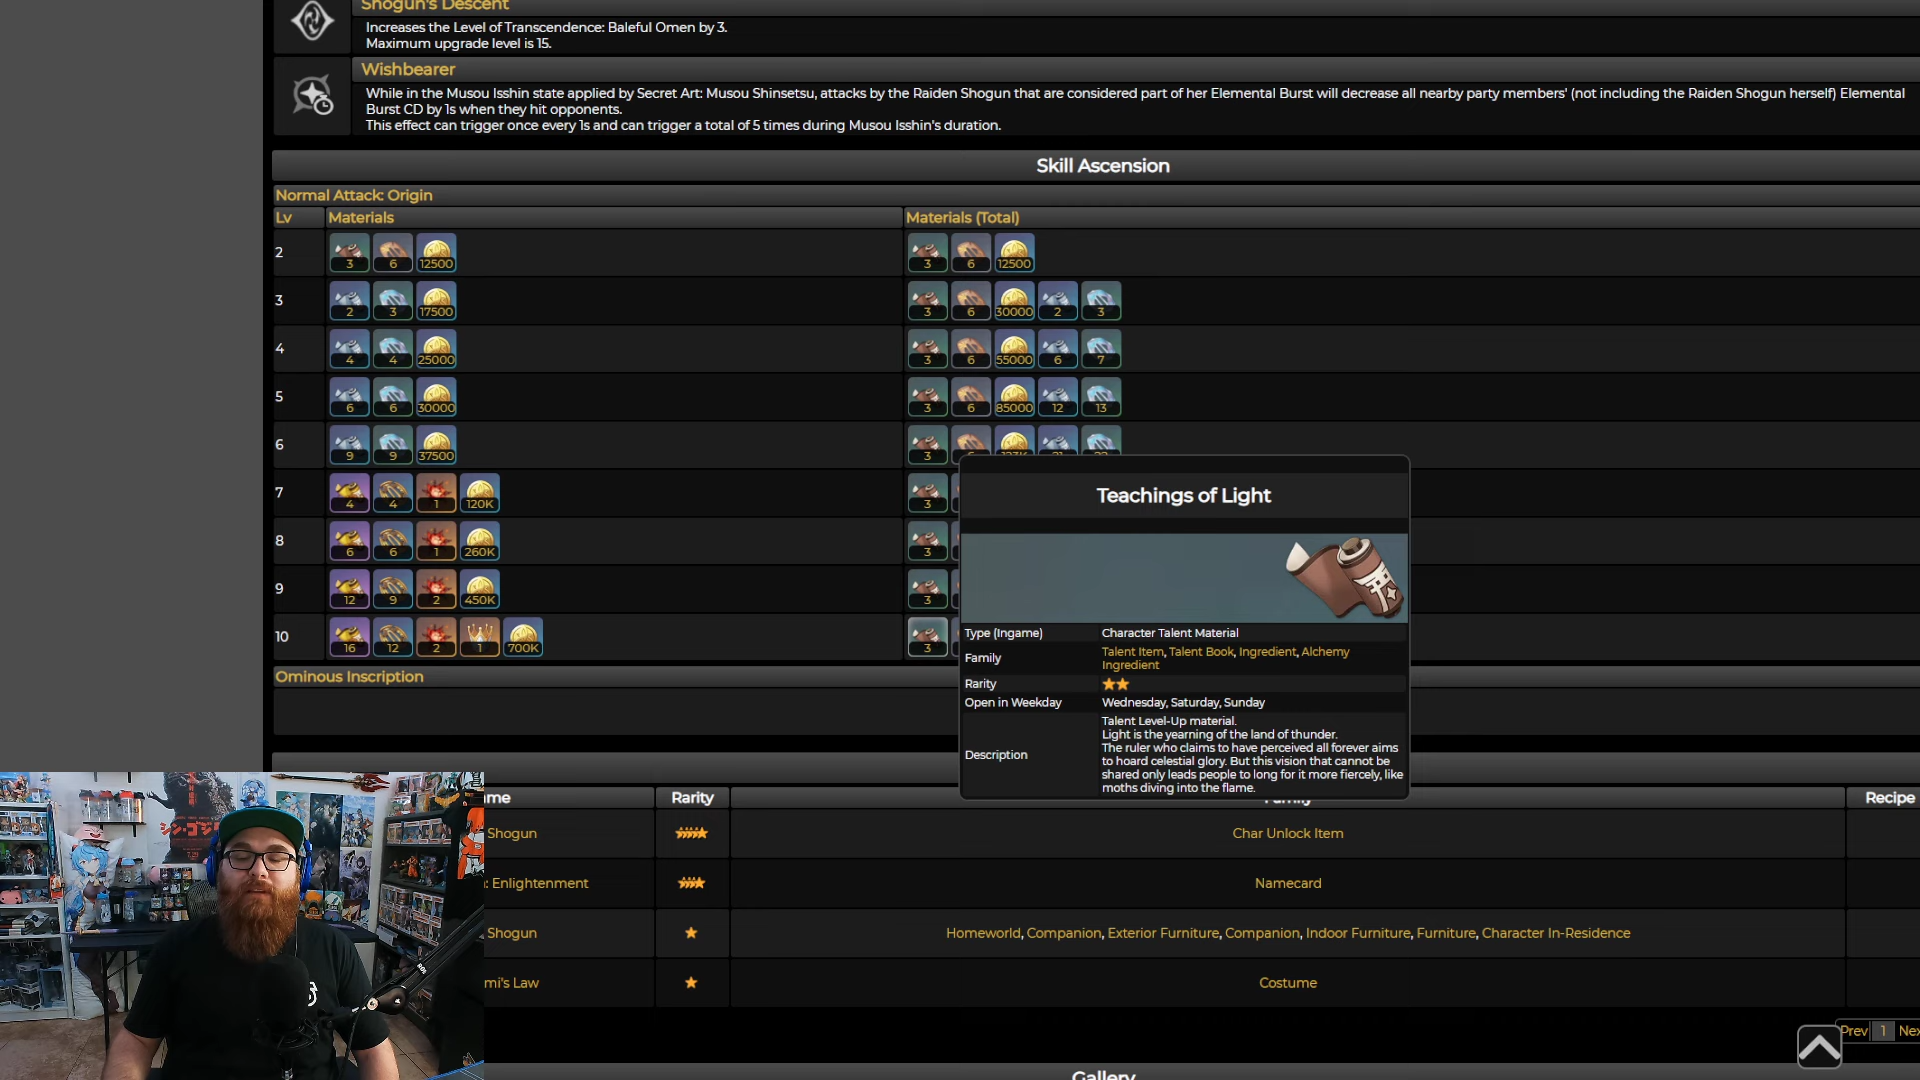 Shogun's Descent
Increases the Level of Transcendence: Baleful Omen by 3.
Maximum upgrade level is 15.
Wishbearer
While in the Musou Isshin state applied by Secret Art: Musou Shinsetsu, attacks by the Raiden Shogun that are considered part of her Elemental Burst will decrease all nearby party members' (not including the Raiden Shogun herself) Elemental
Burst CD by 1s when they hit opponents.
This effect can trigger once every 1s and can trigger a total of 5 times during Musou Isshin's duration.
Skill Ascension
Normal Attack: Origin
Lv Materials Materials (Total)
2 3 6 12500 3 6 12500
3 2 3 17500 3 6 30000 2 3
4 4 4 25000 3 6 55000 6 7
5 6 6 30000 3 6 85000 12 13
6 9 9 37500 3
7 4 4 1 120K 3
8 6 6 1 260K 3
9 12 9 2 450K 3
10 16 12 2 1 700K 3
Teachings of Light
Type (Ingame) Character Talent Material
Family Talent Item, Talent Book, Ingredient, Alchemy
Ingredient
Rarity
Open in Weekday Wednesday, Saturday, Sunday
Description Talent Level-Up material.
Light is the yearning of the land of thunder.
The ruler who claims to have perceived all forever aims
to hoard celestial glory. But this vision that cannot be
shared only leads people to long for it more fiercely, like
moths diving into the flame.
Ominous Inscription
Rarity Family Recipe
Shogun Char Unlock Item
: Enlightenment Namecard
Shogun Homeworld, Companion, Exterior Furniture, Companion, Indoor Furniture, Furniture, Character In-Residence
mi's Law Costume
Prev 1 Nex
Gallery
シン・ゴジ